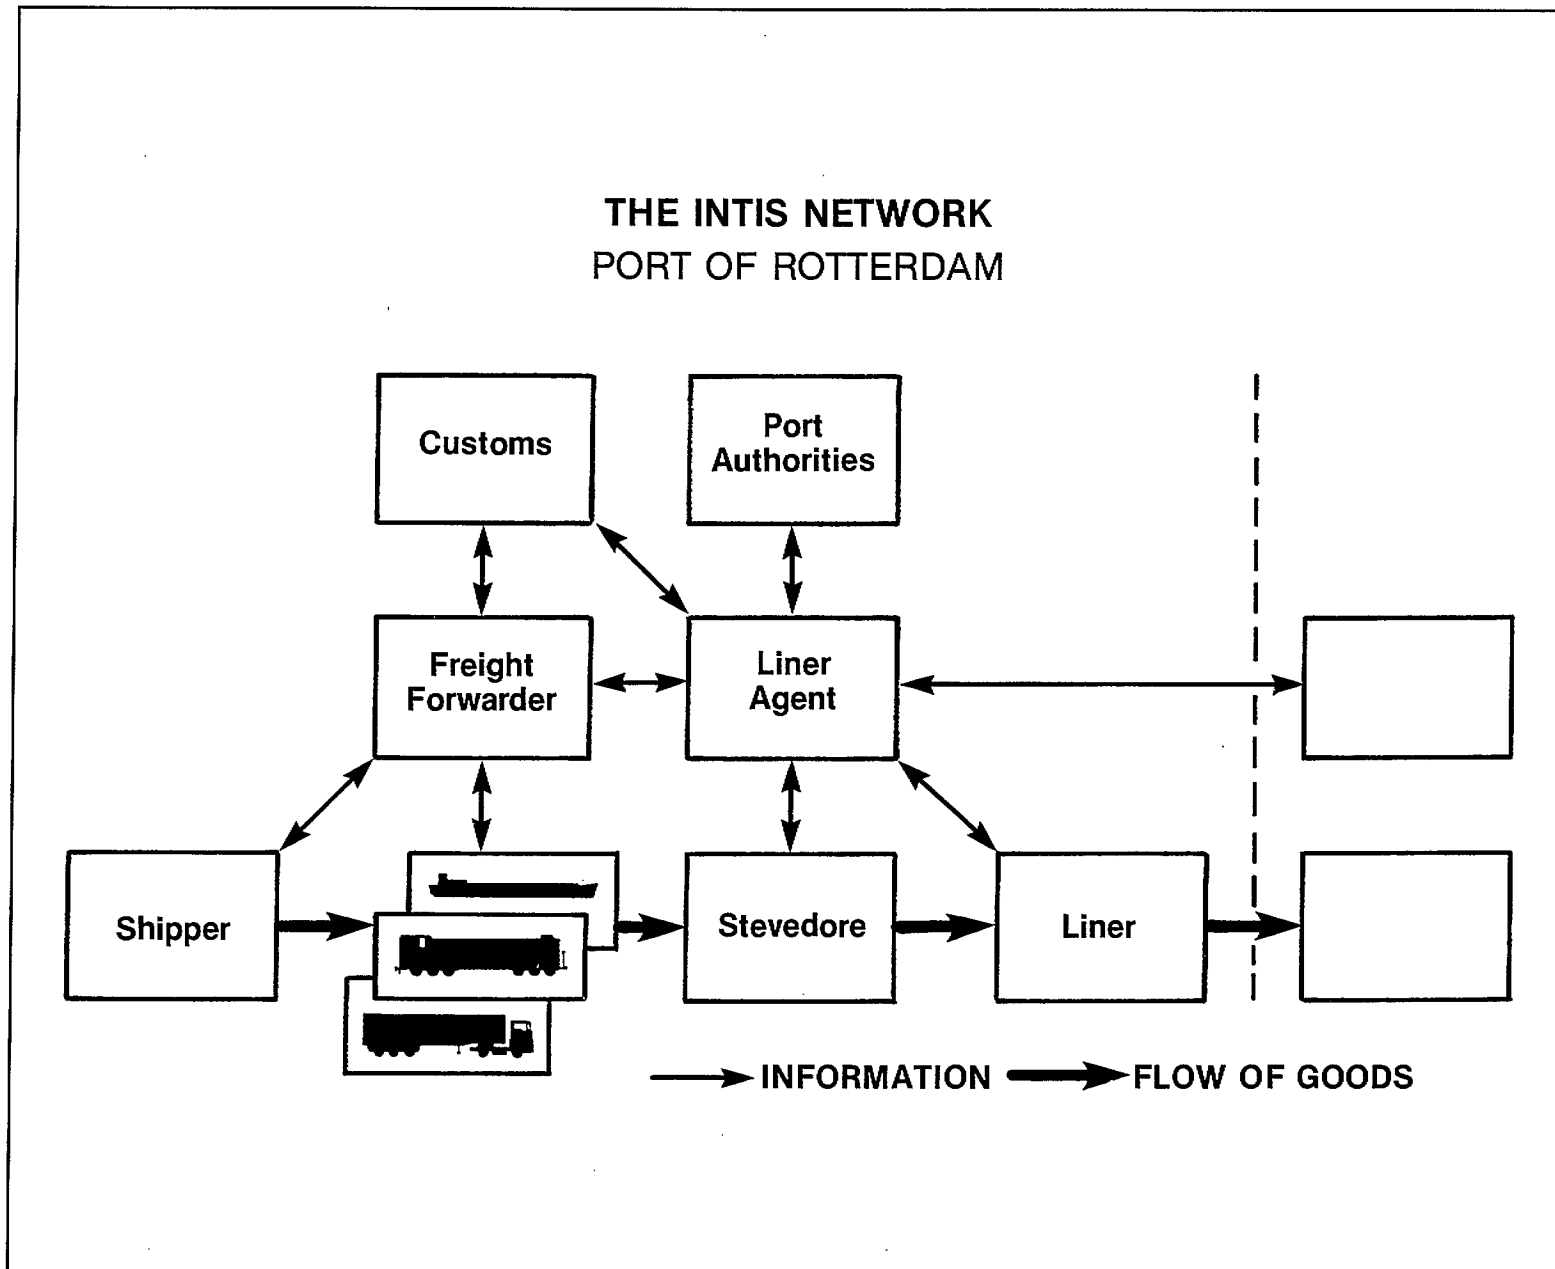 THE INTIS NETWORK
PORT OF ROTTERDAM
Customs
Port
Authorities
Freight
Forwarder
Liner
Agent
Shipper
Stevedore
Liner
INFORMATION
FLOW OF GOODS